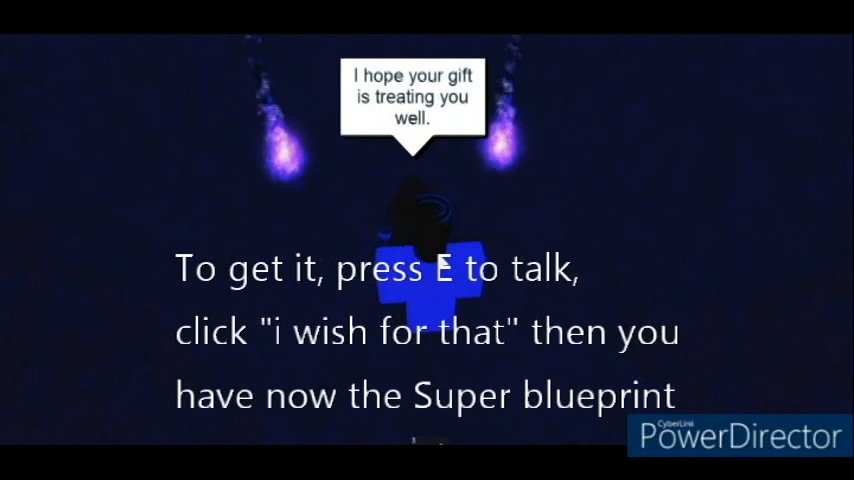 I hope your gift
is treating you
well.
To get it, press E to talk,
click "i wish for that" then you
have now the Super blueprint
CyberLink
PowerDirector